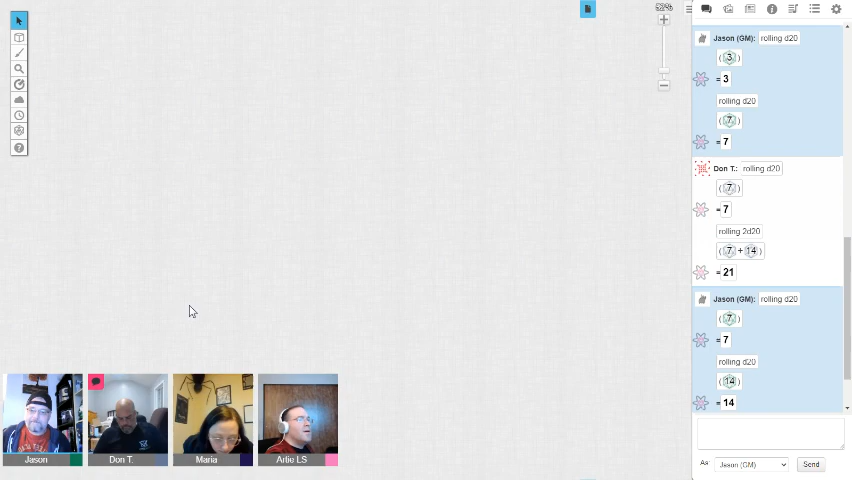 52%
Jason (GM): rolling d20
(3)
=3
rolling d20
(7)
=7
Don T.: rolling d20
(7)
=7
rolling 2d20
(7+14)
=21
Jason (GM): rolling d20
(7)
=7
rolling d20
(14)
=14
As: Jason (GM) Send
Jason Don T. Maria Artie LS